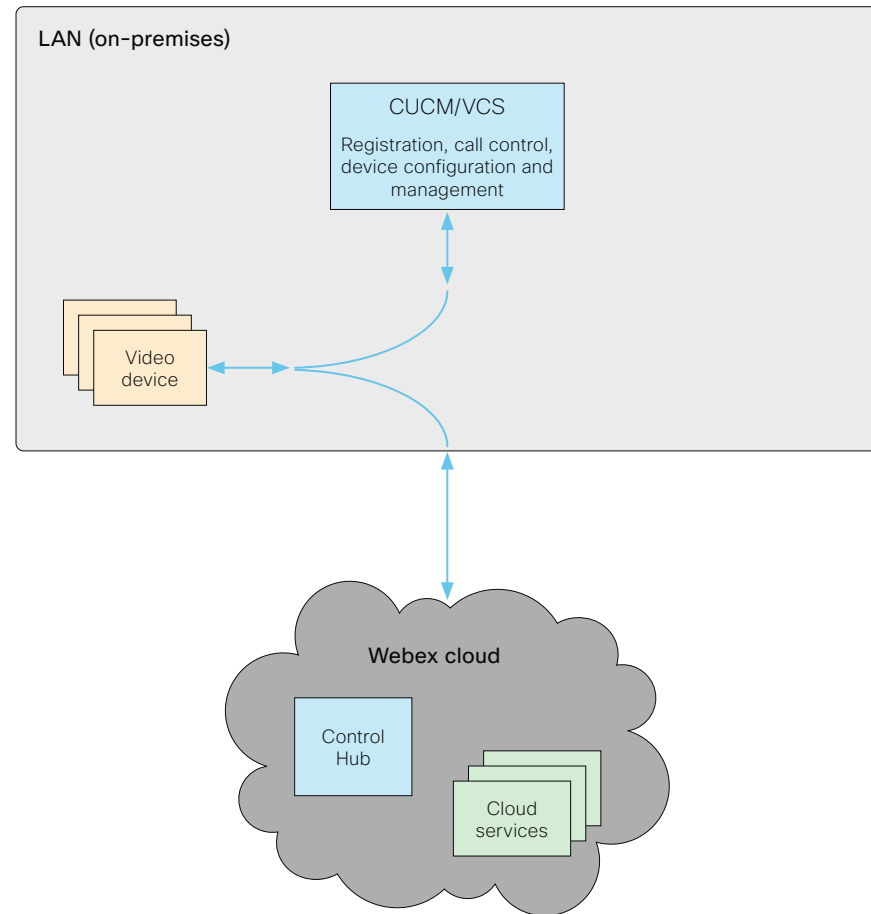 LAN (on-premises)
CUCM/VCS
Registration, call control,
device configuration and
management
Video
device
Webex cloud
Control
Hub
Cloud
services